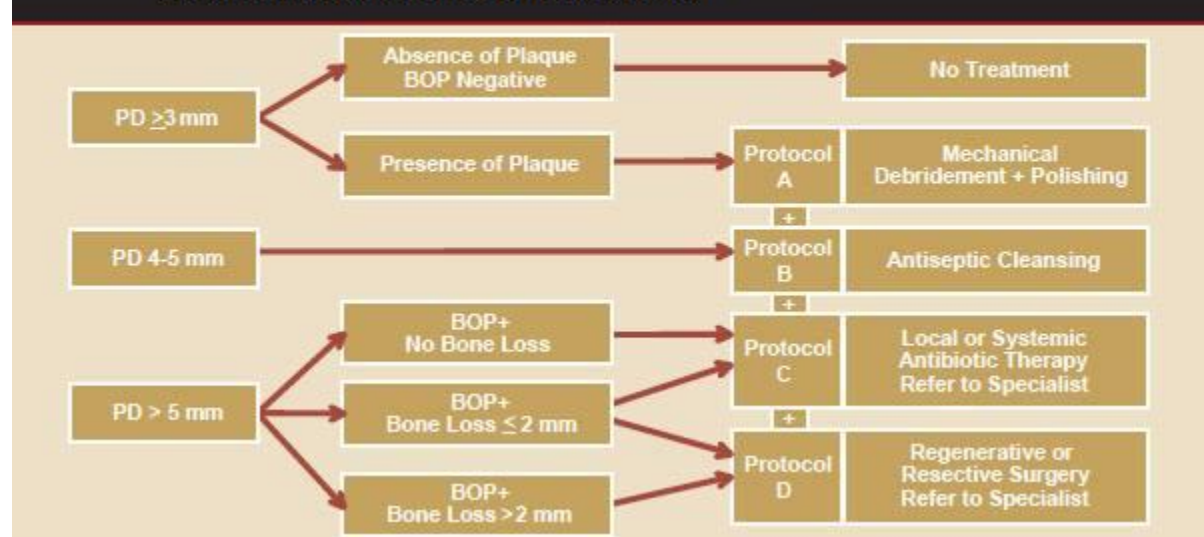 Absence of Plaque
BOP Negative
No Treatment
PD ≥3 mm
Presence of Plaque
Protocol
A
Mechanical
Debridement + Polishing
+
PD 4-5 mm
Protocol
B
Antiseptic Cleansing
+
BOP+
No Bone Loss
Protocol
C
Local or Systemic
Antibiotic Therapy
Refer to Specialist
PD > 5 mm
BOP+
Bone Loss ≤ 2 mm
+
Protocol
D
Regenerative or
Resective Surgery
Refer to Specialist
BOP+
Bone Loss >2 mm